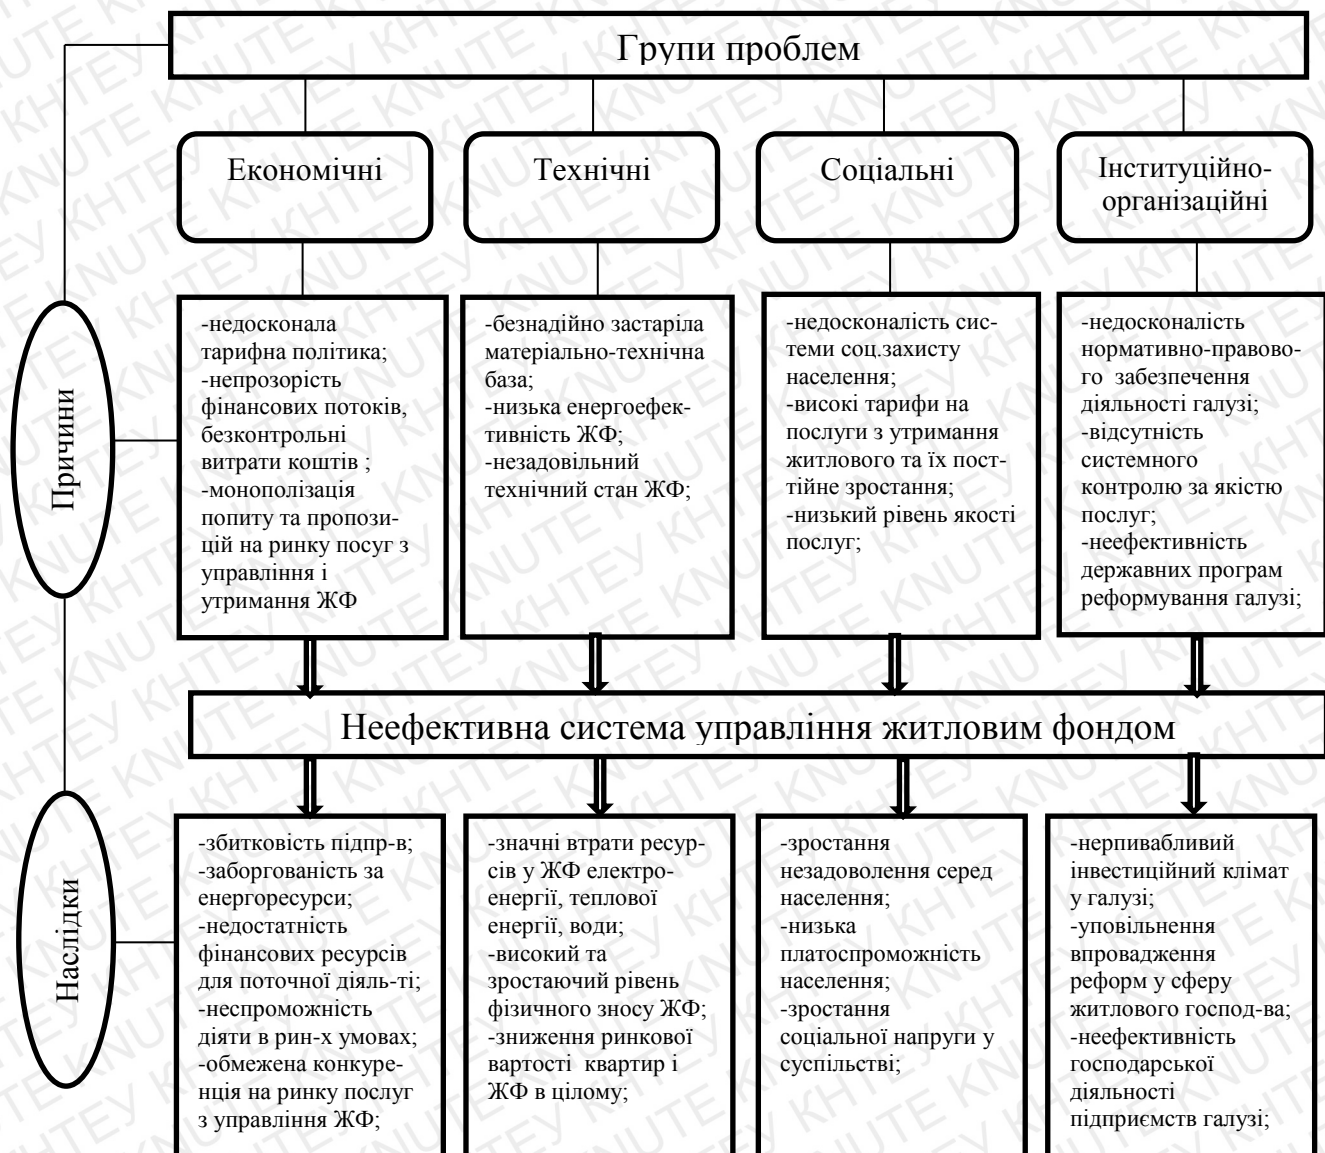 Групи проблем
Економічні
Технічні
Соціальні
Інституційно-
організаційні
Причини
-недосконала
тарифна політика;
-непрозорість
фінансових потоків,
безконтрольні
витрати коштів ;
-монополізація
попиту та пропози-
цій на ринку посуг з
управління і
утримання ЖФ
-безнадійно застаріла
матеріально-технічна
база;
-низька енергоефек-
тивність ЖФ;
-незадовільний
технічний стан ЖФ;
-недосконалість сис-
теми соц.захисту
населення;
-високі тарифи на
послуги з утримання
житлового та їх пост-
тійне зростання;
-низький рівень якості
послуг;
-недосконалість
нормативно-правово-
го забезпечення
діяльності галузі;
-відсутність
системного
контролю за якістю
послуг;
-неефективність
державних програм
реформування галузі;
Неефективна система управління житловим фондом
Наслідки
-збитковість підпр-в;
-заборгованість за
енергоресурси;
-недостатність
фінансових ресурсів
для поточної діяль-ті;
-неспроможність
діяти в рин-х умовах;
-обмежена конкуре-
нція на ринку послуг
з управління ЖФ;
-значні втрати ресур-
сів у ЖФ електро-
енергії, теплової
енергії, води;
-високий та
зростаючий рівень
фізичного зносу ЖФ;
-зниження ринкової
вартості квартир і
ЖФ в цілому;
-зростання
незадоволення серед
населення;
-низька
платоспроможність
населення;
-зростання
соціальної напруги у
суспільстві;
-нерпивабливий
інвестиційний клімат
у галузі;
-уповільнення
впровадження
реформ у сферу
житлового господ-ва;
-неефективність
господарської
діяльності
підприємств галузі;